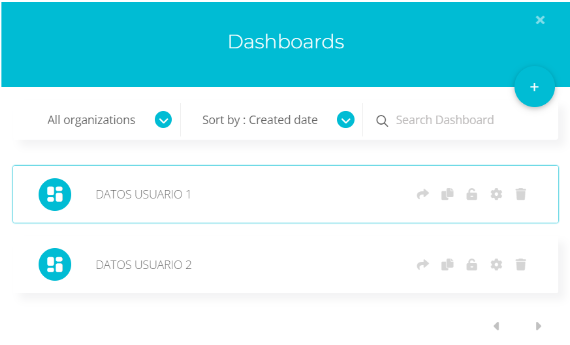 Dashboards
All organizations
Sort by : Created date
Search Dashboard
DATOS USUARIO 1
DATOS USUARIO 2